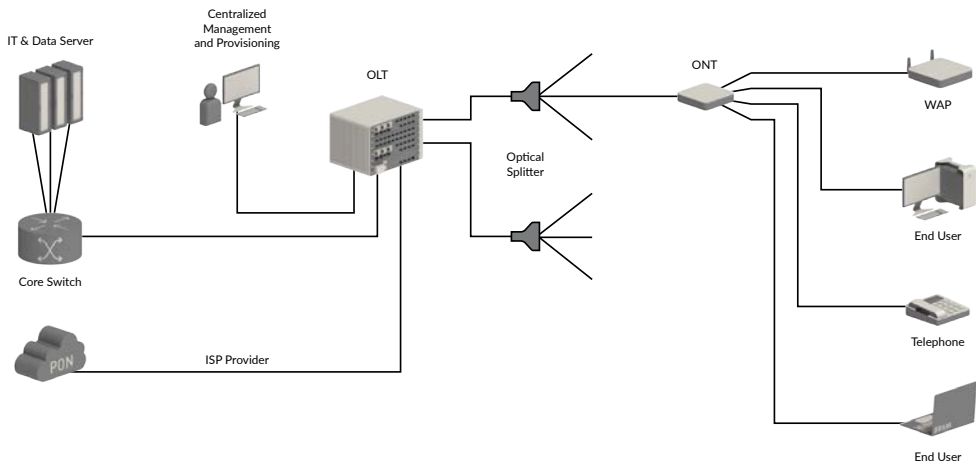 Centralized
Management
and Provisioning
IT & Data Server
OLT
ONT
WAP
Optical
Splitter
End User
Core Switch
Telephone
PON
ISP Provider
End User